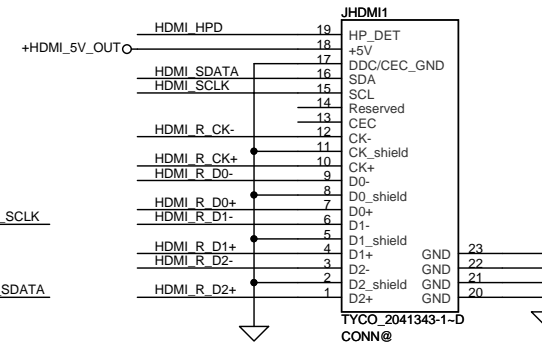 JHDMI1
HDMI_HPD 19 HP_DET
+HDMI_5V_OUT 18 +5V
17 DDC/CEC_GND
HDMI_SDATA 16 SDA
HDMI_SCLK 15 SCL
14 Reserved
13 CEC
HDMI_R_CK- 12 CK-
11 CK_shield
HDMI_R_CK+ 10 CK+
HDMI_R_D0- 9 D0-
8 D0_shield
HDMI_R_D0+ 7 D0+
_SCLK HDMI_R_D1- 6 D1-
5 D1_shield
HDMI_R_D1+ 4 D1+ GND 23
HDMI_R_D2- 3 D2- GND 22
2 D2_shield GND 21
_SDATA HDMI_R_D2+ 1 D2+ GND 20
TYCO_2041343-1~D
CONN@